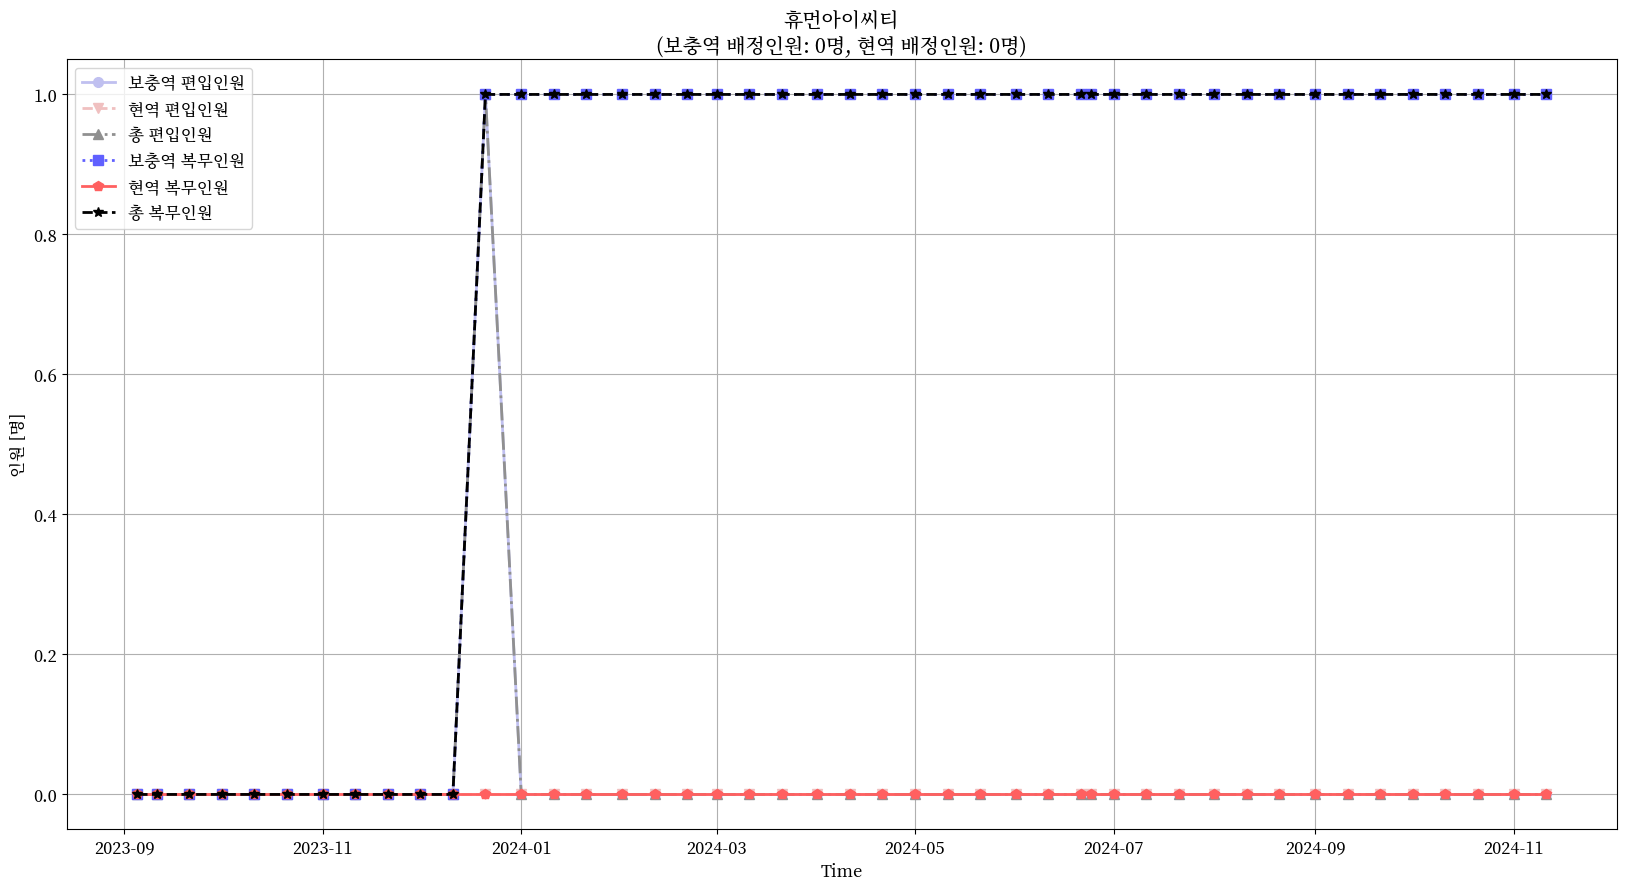 휴먼아이씨티
(보충역 배정인원: 0명, 현역 배정인원: 0명)
보충역 편입인원
현역 편입인원
총 편입인원
보충역 복무인원
현역 복무인원
총 복무인원
1.0
0.8
0.6
0.4
0.2
0.0
인원 [명]
2023-09
2023-11
2024-01
2024-03
2024-05
2024-07
2024-09
2024-11
Time